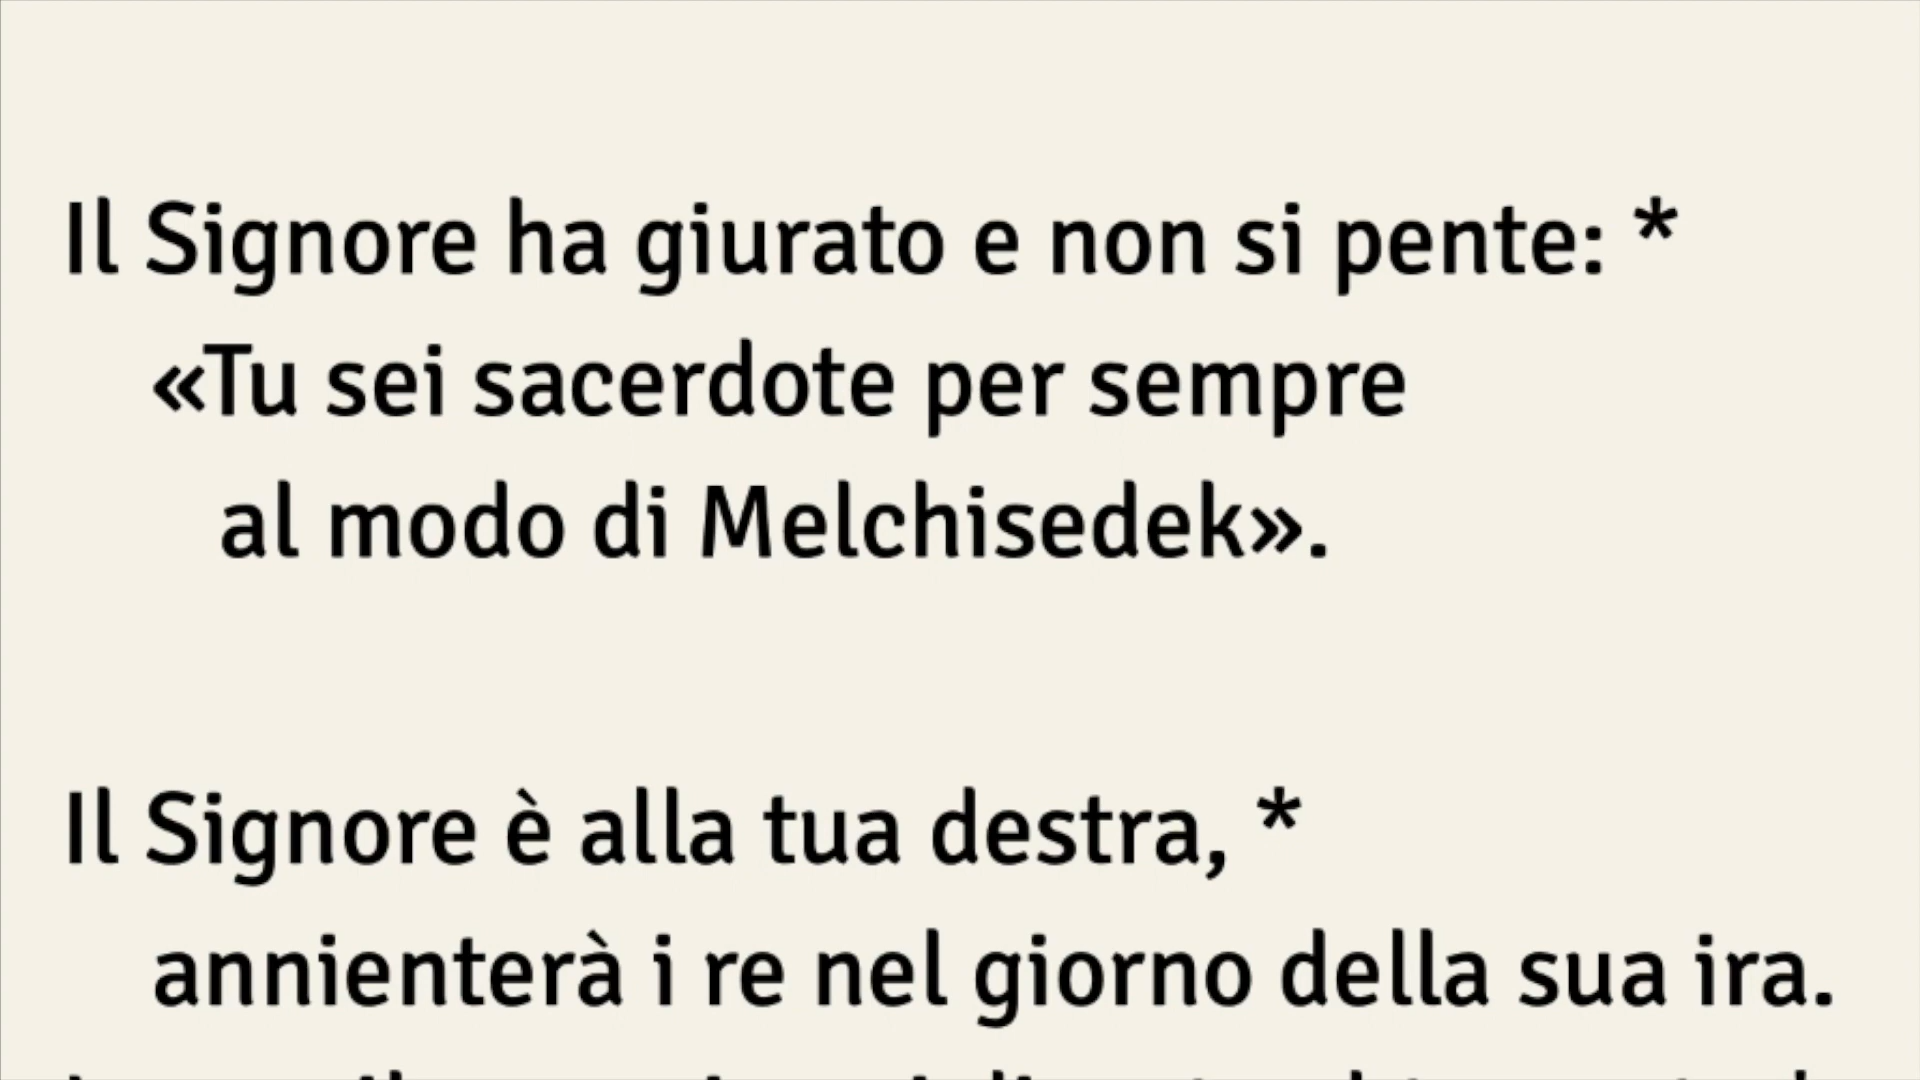 Il Signore ha giurato e non si pente: *
«Tu sei sacerdote per sempre
al modo di Melchisedek».
Il Signore è alla tua destra, *
annienterà i re nel giorno della sua ira.